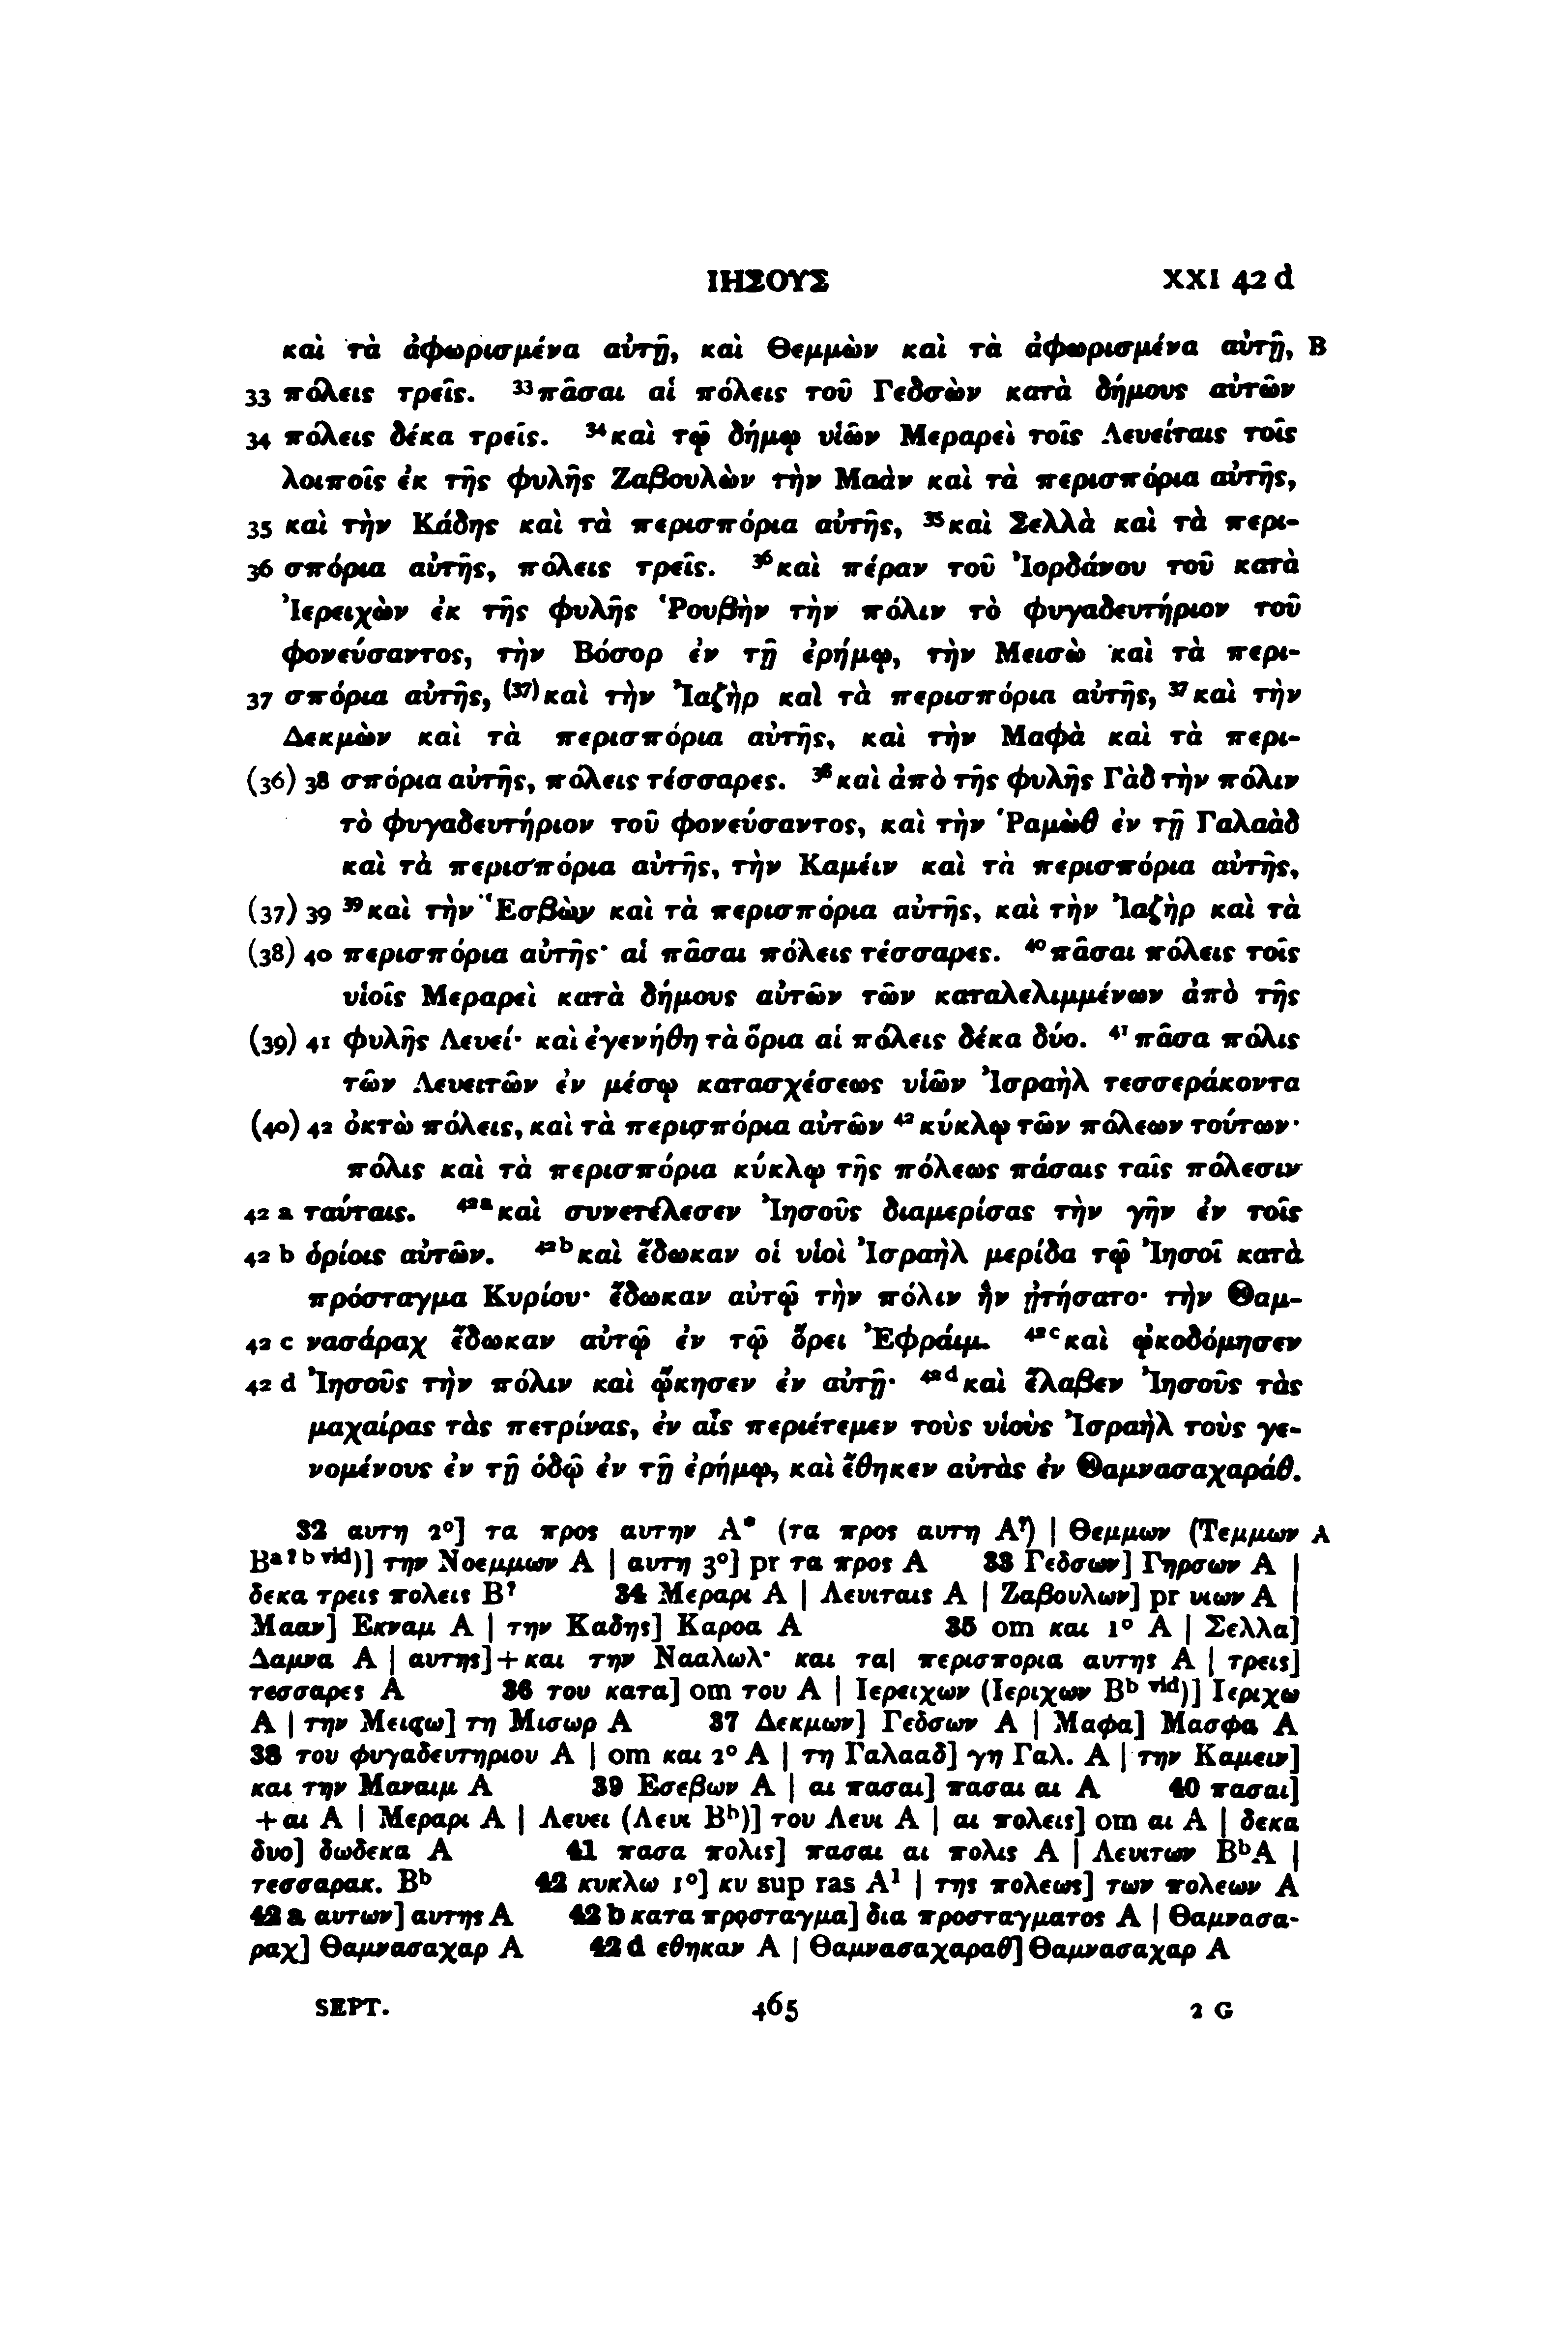 ΙΗΣΟΥΣ XXI 42 d
καὶ τὰ ἀφωρισμένα αὐτῇ, καὶ Θεμμὼν καὶ τὰ ἀφωρισμένα αὐτῇ, B
33 πόλεις τρεῖς. ³³πᾶσαι αἱ πόλεις τοῦ Γεδσὼν κατὰ δήμους αὐτῶν
34 πόλεις δέκα τρεῖς. ³⁴καὶ τῷ δήμῳ υἱῶν Μεραρεὶ τοῖς Λευείταις τοῖς
λοιποῖς ἐκ τῆς φυλῆς Ζαβουλὼν τὴν Μαὰν καὶ τὰ περισπόρια αὐτῆς,
35 καὶ τὴν Κάδης καὶ τὰ περισπόρια αὐτῆς, ³⁵καὶ Σελλὰ καὶ τὰ περι-
36 σπόρια αὐτῆς, πόλεις τρεῖς. ³⁶καὶ πέραν τοῦ Ἰορδάνου τοῦ κατὰ
Ἰερειχὼν ἐκ τῆς φυλῆς Ῥουβὴν τὴν πόλιν τὸ φυγαδευτήριον τοῦ
φονεύσαντος, τὴν Βόσορ ἐν τῇ ἐρήμῳ, τὴν Μεισὼ καὶ τὰ περι-
37 σπόρια αὐτῆς, (³⁷)καὶ τὴν Ἰαζὴρ καὶ τὰ περισπόρια αὐτῆς, ³⁷καὶ τὴν
Δεκμὼν καὶ τὰ περισπόρια αὐτῆς, καὶ τὴν Μαφὰ καὶ τὰ περι-
(36) 38 σπόρια αὐτῆς, πόλεις τέσσαρες. ³⁸καὶ ἀπὸ τῆς φυλῆς Γὰδ τὴν πόλιν
τὸ φυγαδευτήριον τοῦ φονεύσαντος, καὶ τὴν Ῥαμὼθ ἐν τῇ Γαλαὰδ
καὶ τὰ περισπόρια αὐτῆς, τὴν Καμεὶν καὶ τὰ περισπόρια αὐτῆς,
(37) 39 ³⁹καὶ τὴν Ἐσβὼν καὶ τὰ περισπόρια αὐτῆς, καὶ τὴν Ἰαζὴρ καὶ τὰ
(38) 40 περισπόρια αὐτῆς· αἱ πᾶσαι πόλεις τέσσαρες. ⁴⁰πᾶσαι πόλεις τοῖς
υἱοῖς Μεραρεὶ κατὰ δήμους αὐτῶν τῶν καταλελιμμένων ἀπὸ τῆς
(39) 41 φυλῆς Λευεί· καὶ ἐγενήθη τὰ ὅρια αἱ πόλεις δέκα δύο. ⁴¹πᾶσα πόλις
τῶν Λευειτῶν ἐν μέσῳ κατασχέσεως υἱῶν Ἰσραὴλ τεσσεράκοντα
(40) 42 ὀκτὼ πόλεις, καὶ τὰ περισπόρια αὐτῶν ⁴²κύκλῳ τῶν πόλεων τούτων·
πόλις καὶ τὰ περισπόρια κύκλῳ τῆς πόλεως πάσαις ταῖς πόλεσιν
42 a ταύταις. ⁴²ᵃκαὶ συνετέλεσεν Ἰησοῦς διαμερίσας τὴν γῆν ἐν τοῖς
42 b ὁρίοις αὐτῶν. ⁴²ᵇκαὶ ἔδωκαν οἱ υἱοὶ Ἰσραὴλ μερίδα τῷ Ἰησοῖ κατὰ
πρόσταγμα Κυρίου· ἔδωκαν αὐτῷ τὴν πόλιν ἣν ᾐτήσατο· τὴν Θαμ-
42 c νασάραχ ἔδωκαν αὐτῷ ἐν τῷ ὄρει Ἐφράιμ. ⁴²ᶜκαὶ ᾠκοδόμησεν
42 d Ἰησοῦς τὴν πόλιν καὶ ᾤκησεν ἐν αὐτῇ· ⁴²ᵈκαὶ ἔλαβεν Ἰησοῦς τὰς
μαχαίρας τὰς πετρίνας, ἐν αἷς περιέτεμεν τοὺς υἱοὺς Ἰσραὴλ τοὺς γε-
νομένους ἐν τῇ ὁδῷ ἐν τῇ ἐρήμῳ, καὶ ἔθηκεν αὐτὰς ἐν Θαμνασαχαράθ.
32 αυτη 2°] τα προς αυτην A* (τα προς αυτη A?) | Θεμμων (Τεμμων A
Bᵃ?ᵇ ᵛⁱᵈ)] την Νοεμμων A | αυτη 3°] pr τα προς A 33 Γεδσων] Γηρσων A |
δεκα τρεις πολεις B? 34 Μεραρι A | Λευιταις A | Ζαβουλων] pr υιων A |
Μααν] Εκναμ A | την Καδης] Καροα A 35 om και 1° A | Σελλα]
Δαμνα A | αυτης]+και την Νααλωλ· και τα| περισπορια αυτης A | τρεις]
τεσσαρες A 36 του κατα] om του A | Ιερειχων (Ιεριχων Bᵇ ᵛⁱᵈ)] Ιεριχω
A | την Μεισω] τη Μισωρ A 37 Δεκμων] Γεδσων A | Μαφα] Μασφα A
38 του φυγαδευτηριου A | om και 2° A | τη Γαλααδ] γη Γαλ. A | την Καμειν]
και την Μαναιμ A 39 Εσεβων A | αι πασαι] πασαι αι A 40 πασαι]
+αι A | Μεραρι A | Λευει (Λευι Bᵇ)] του Λευι A | αι πολεις] om αι A | δεκα
δυο] δωδεκα A 41 πασα πολις] πασαι αι πολις A | Λευιτων BᵇA |
τεσσαρακ. Bᵇ 42 κυκλω 1°] κυ sup ras A¹ | της πολεως] των πολεων A
42 a αυτων] αυτης A 42 b κατα προσταγμα] δια προσταγματος A | Θαμνασα-
ραχ] Θαμνασαχαρ A 42 d εθηκαν A | Θαμνασαχαραθ] Θαμνασαχαρ A
SEPT. 465 2 G